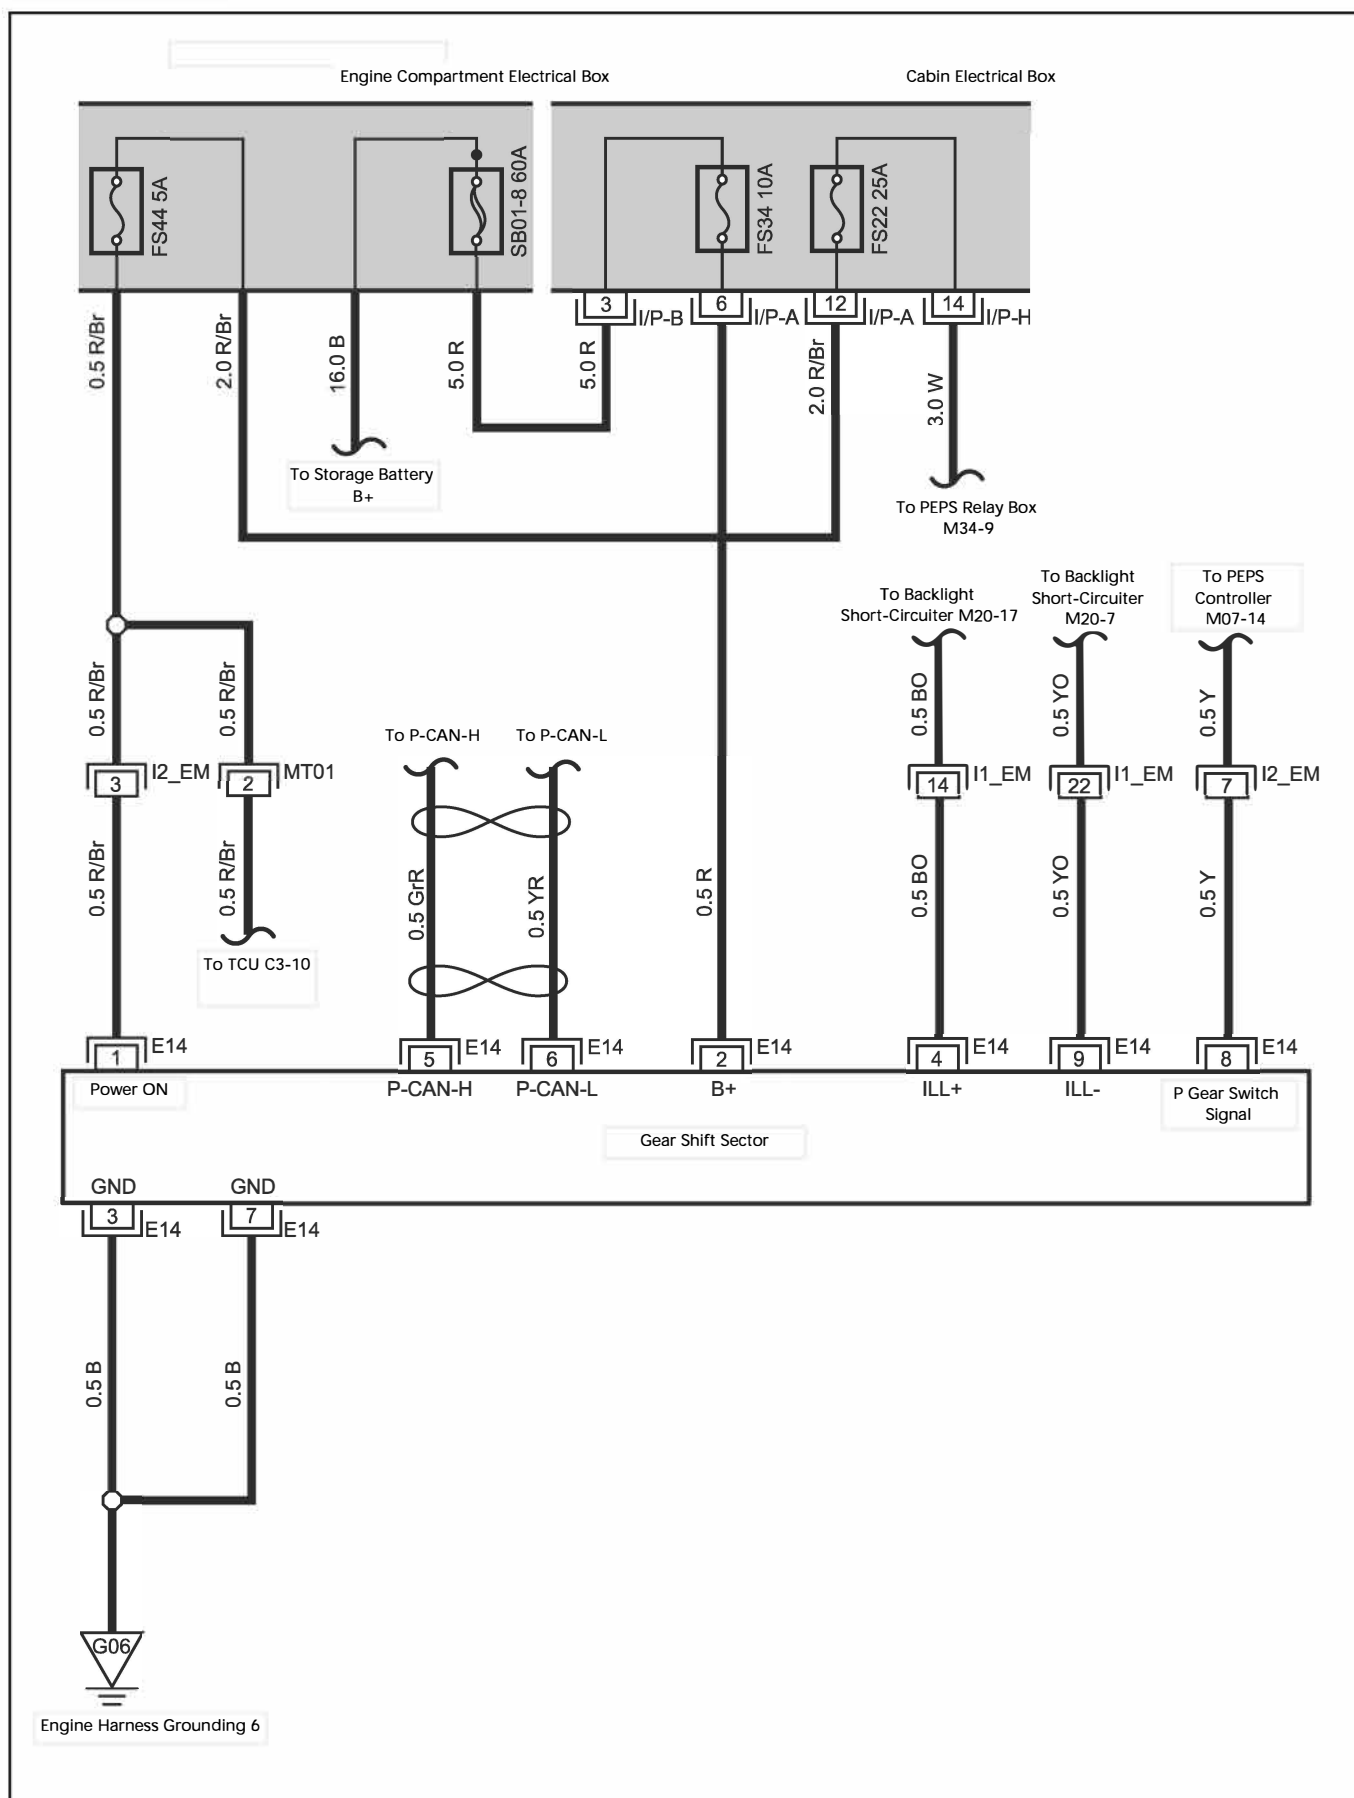 Engine Compartment Electrical Box
Cabin Electrical Box
FS44 5A
SB01-8 60A
FS34 10A
FS22 25A
3
I/P-B
6
I/P-A
12
I/P-A
14
I/P-H
0.5 R/Br
2.0 R/Br
16.0 B
5.0 R
5.0 R
2.0 R/Br
3.0 W
To Storage Battery
B+
To PEPS Relay Box
M34-9
To Backlight
Short-Circuiter M20-17
To Backlight
Short-Circuiter
M20-7
To PEPS
Controller
M07-14
0.5 R/Br
0.5 R/Br
0.5 BO
0.5 YO
0.5 Y
To P-CAN-H
To P-CAN-L
3
I2_EM
2
MT01
14
I1_EM
22
I1_EM
7
I2_EM
0.5 R/Br
0.5 R/Br
0.5 GrR
0.5 YR
0.5 R
0.5 BO
0.5 YO
0.5 Y
To TCU C3-10
1
E14
5
E14
6
E14
2
E14
4
E14
9
E14
8
E14
Power ON
P-CAN-H
P-CAN-L
B+
ILL+
ILL-
P Gear Switch
Signal
Gear Shift Sector
GND
GND
3
E14
7
E14
0.5 B
0.5 B
G06
Engine Harness Grounding 6